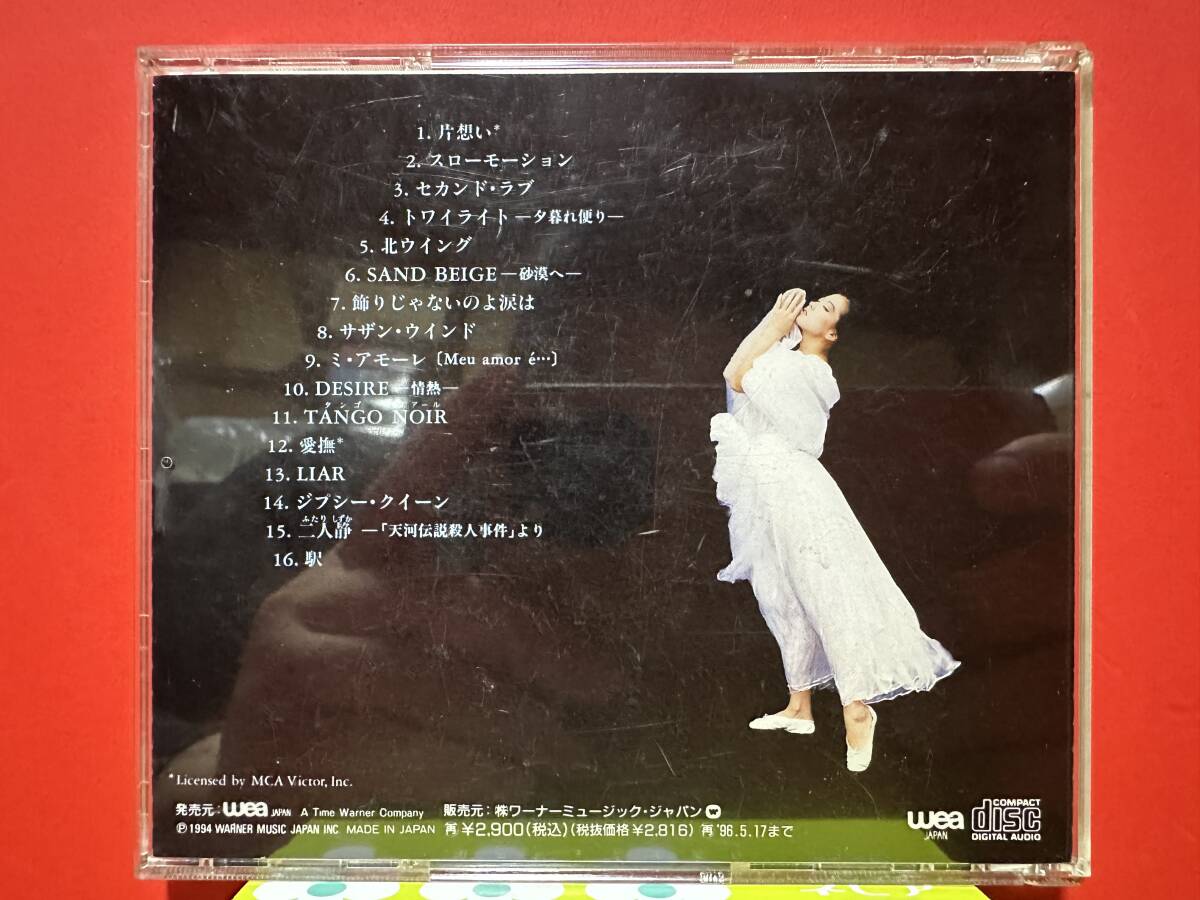 1. 片想い*
2. スローモーション
3. セカンド・ラブ
4. トワイライト ―夕暮れ便り―
5. 北ウイング
6. SAND BEIGE ―砂漠へ―
7. 飾りじゃないのよ涙は
8. サザン・ウインド
9. ミ・アモーレ〔Meu amor é…〕
10. DESIRE ―情熱―
タンゴ ノアール
11. TANGO NOIR
12. 愛撫*
13. LIAR
14. ジプシー・クイーン
ふたり しずか
15. 二人静 ―「天河伝説殺人事件」より
16. 駅
*Licensed by MCA Victor, Inc.
発売元:wea JAPAN A Time Warner Company 販売元:㈱ワーナーミュージック・ジャパン
Ⓟ1994 WARNER MUSIC JAPAN INC MADE IN JAPAN 再¥2,900(税込)(税抜価格¥2,816) 再'96.5.17まで
wea JAPAN
COMPACT disc DIGITAL AUDIO